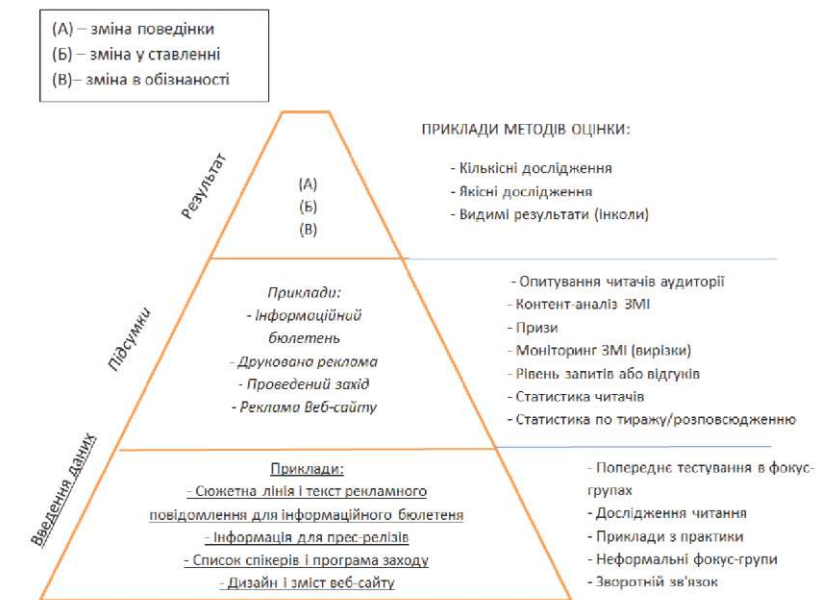 (А) – зміна поведінки
(Б) – зміна у ставленні
(В)– зміна в обізнаності
Результат
(А)
(Б)
(В)
ПРИКЛАДИ МЕТОДІВ ОЦІНКИ:
- Кількісні дослідження
- Якісні дослідження
- Видимі результати (інколи)
Підсумки
Приклади:
- Інформаційний
бюлетень
- Друкована реклама
- Проведений захід
- Реклама Веб-сайту
- Опитування читачів аудиторії
- Контент-аналіз ЗМІ
- Призи
- Моніторинг ЗМІ (вирізки)
- Рівень запитів або відгуків
- Статистика читачів
- Статистика по тиражу/розповсюдженню
Введення даних
Приклади:
- Сюжетна лінія і текст рекламного
повідомлення для інформаційного бюлетеня
- Інформація для прес-релізів
- Список спікерів і програма заходу
- Дизайн і зміст веб-сайту
- Попереднє тестування в фокус-
групах
- Дослідження читання
- Приклади з практики
- Неформальні фокус-групи
- Зворотній зв'язок